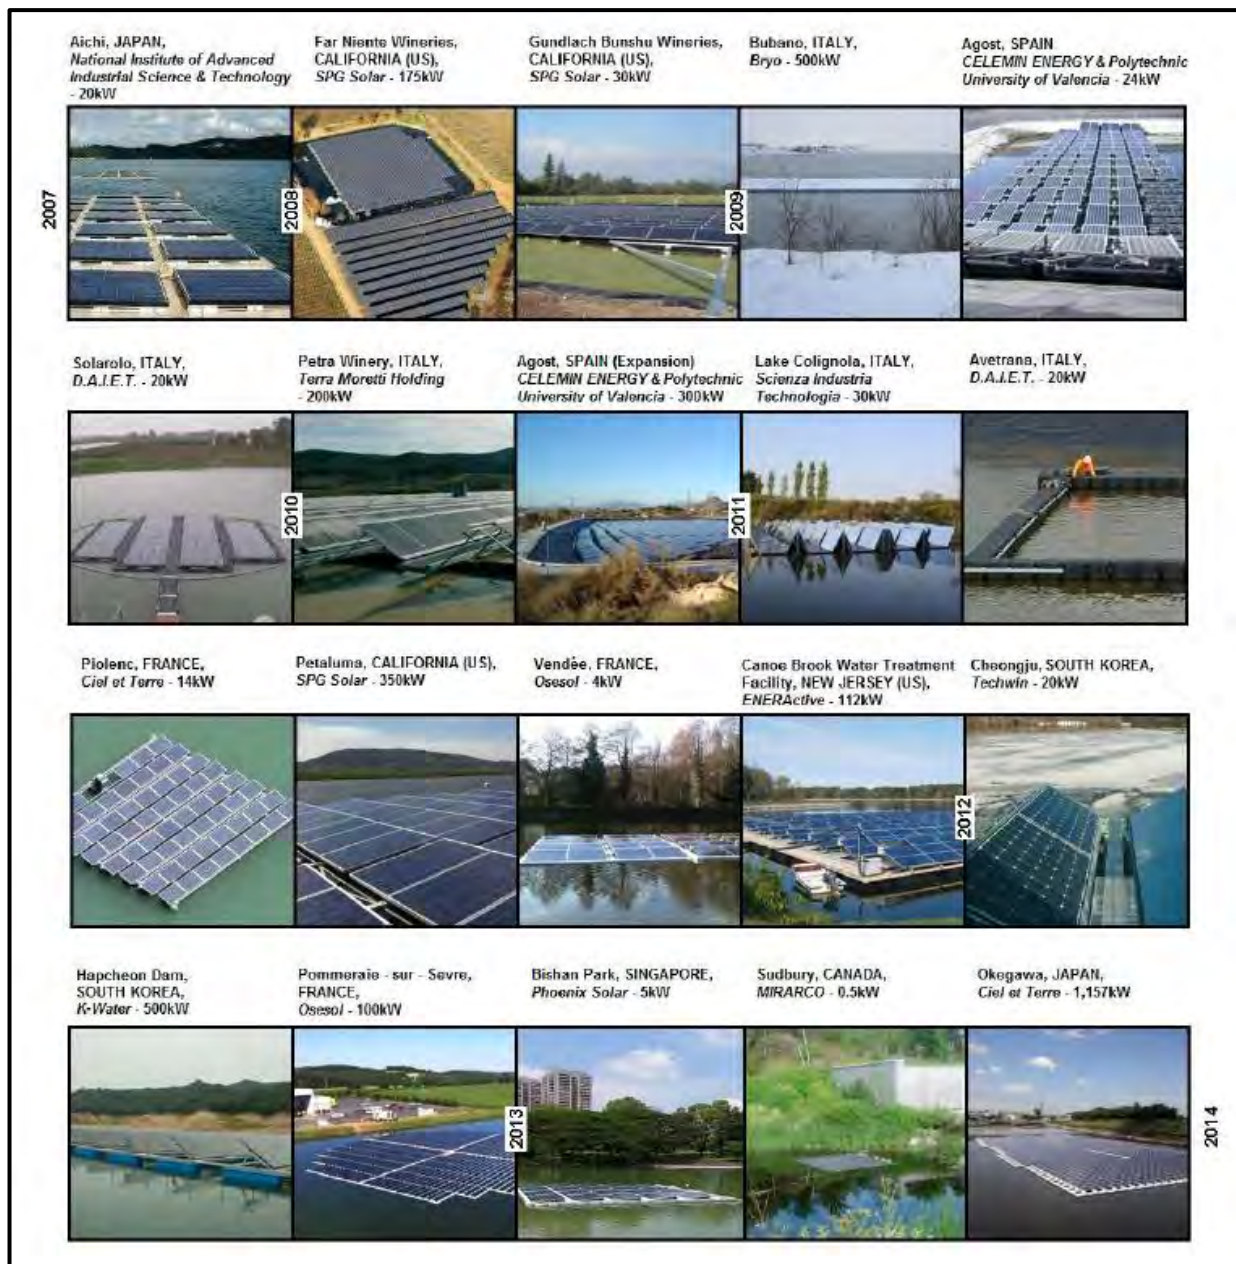 Aichi, JAPAN,
National Institute of Advanced
Industrial Science & Technology
- 20kW
Far Niente Wineries,
CALIFORNIA (US),
SPG Solar - 175kW
Gundlach Bunshu Wineries,
CALIFORNIA (US),
SPG Solar - 30kW
Bubano, ITALY,
Bryo - 500kW
Agost, SPAIN
CELEMIN ENERGY & Polytechnic
University of Valencia - 24kW
2007
2008
2009
Solarolo, ITALY,
D.A.I.E.T. - 20kW
Petra Winery, ITALY,
Terra Moretti Holding
- 200kW
Agost, SPAIN (Expansion)
CELEMIN ENERGY & Polytechnic
University of Valencia - 300kW
Lake Colignola, ITALY,
Scienza Industria
Technologia - 30kW
Avetrana, ITALY,
D.A.I.E.T. - 20kW
2010
2011
Piolenc, FRANCE,
Ciel et Terre - 14kW
Petaluma, CALIFORNIA (US),
SPG Solar - 350kW
Vendée, FRANCE,
Osesol - 4kW
Canoe Brook Water Treatment
Facility, NEW JERSEY (US),
ENERActive - 112kW
Cheongju, SOUTH KOREA,
Techwin - 20kW
2012
Hapcheon Dam,
SOUTH KOREA,
K-Water - 500kW
Pommeraie - sur - Sevre,
FRANCE,
Osesol - 100kW
Bishan Park, SINGAPORE,
Phoenix Solar - 5kW
Sudbury, CANADA,
MIRARCO - 0.5kW
Okegawa, JAPAN,
Ciel et Terre - 1,157kW
2013
2014